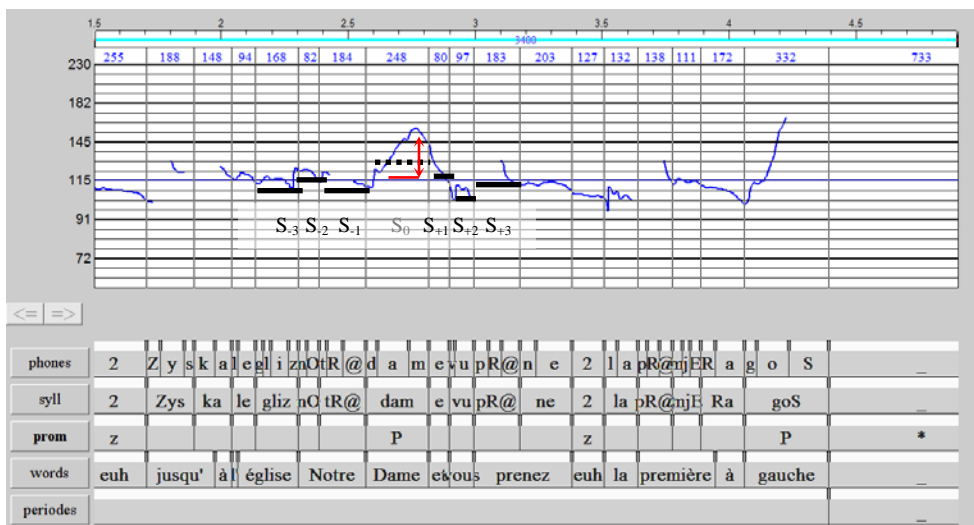 1.5 2 2.5 3 3.5 4 4.5
3400
255 188 148 94 168 82 184 248 80 97 183 203 127 132 138 111 172 332 733
230
182
145
115
91
72
S-3 S-2 S-1 S0 S+1 S+2 S+3
<= =>
phones 2 Z y s k a l e g l i z n O t R @ d a m e v u p R @ n e 2 l a p R @ m j E R a g o S _
syll 2 Zys ka le gliz nO tR@ dam e vu pR@ ne 2 la pR@ mjE Ra goS _
prom z P z P *
words euh jusqu' à l' église Notre Dame et vous prenez euh la première à gauche _
periodes _